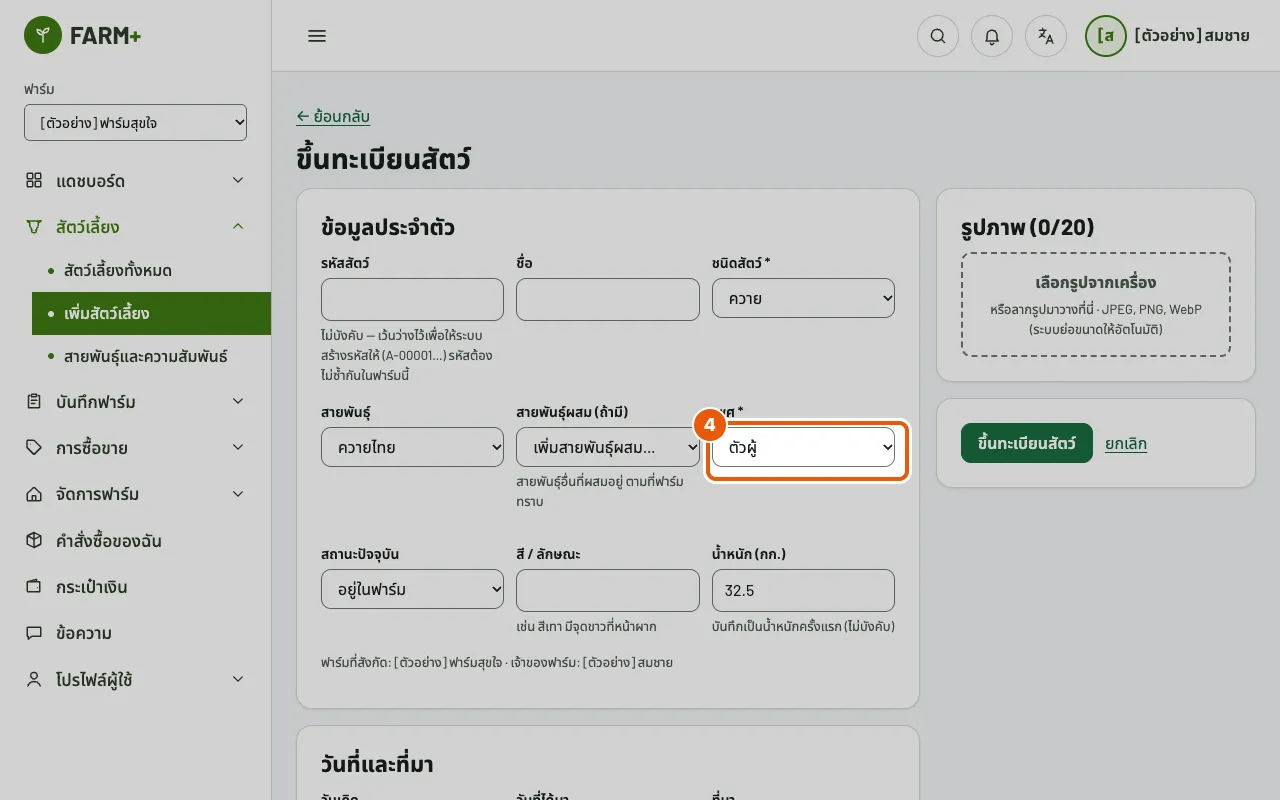 FARM+
[ส
[ตัวอย่าง] สมชาย
ฟาร์ม
[ตัวอย่าง] ฟาร์มสุขใจ
แดชบอร์ด
สัตว์เลี้ยง
สัตว์เลี้ยงทั้งหมด
เพิ่มสัตว์เลี้ยง
สายพันธุ์และความสัมพันธ์
บันทึกฟาร์ม
การซื้อขาย
จัดการฟาร์ม
คำสั่งซื้อของฉัน
กระเป๋าเงิน
ข้อความ
โปรไฟล์ผู้ใช้
← ย้อนกลับ
ขึ้นทะเบียนสัตว์
ข้อมูลประจำตัว
รหัสสัตว์
ชื่อ
ชนิดสัตว์ *
ควาย
ไม่บังคับ — เว้นว่างไว้เพื่อให้ระบบ
สร้างรหัสให้ (A-00001...) รหัสต้อง
ไม่ซ้ำกันในฟาร์มนี้
สายพันธุ์
สายพันธุ์ผสม (ถ้ามี)
ควายไทย
เพิ่มสายพันธุ์ผสม...
4
ตัวผู้
สายพันธุ์อื่นที่ผสมอยู่ ตามที่ฟาร์ม
ทราบ
สถานะปัจจุบัน
สี / ลักษณะ
น้ำหนัก (กก.)
อยู่ในฟาร์ม
32.5
เช่น สีเทา มีจุดขาวที่หน้าผาก
บันทึกเป็นน้ำหนักครั้งแรก (ไม่บังคับ)
ฟาร์มที่สังกัด: [ตัวอย่าง] ฟาร์มสุขใจ · เจ้าของฟาร์ม: [ตัวอย่าง] สมชาย
วันที่และที่มา
รูปภาพ (0/20)
เลือกรูปจากเครื่อง
หรือลากรูปมาวางที่นี่ · JPEG, PNG, WebP
(ระบบย่อขนาดให้อัตโนมัติ)
ขึ้นทะเบียนสัตว์
ยกเลิก